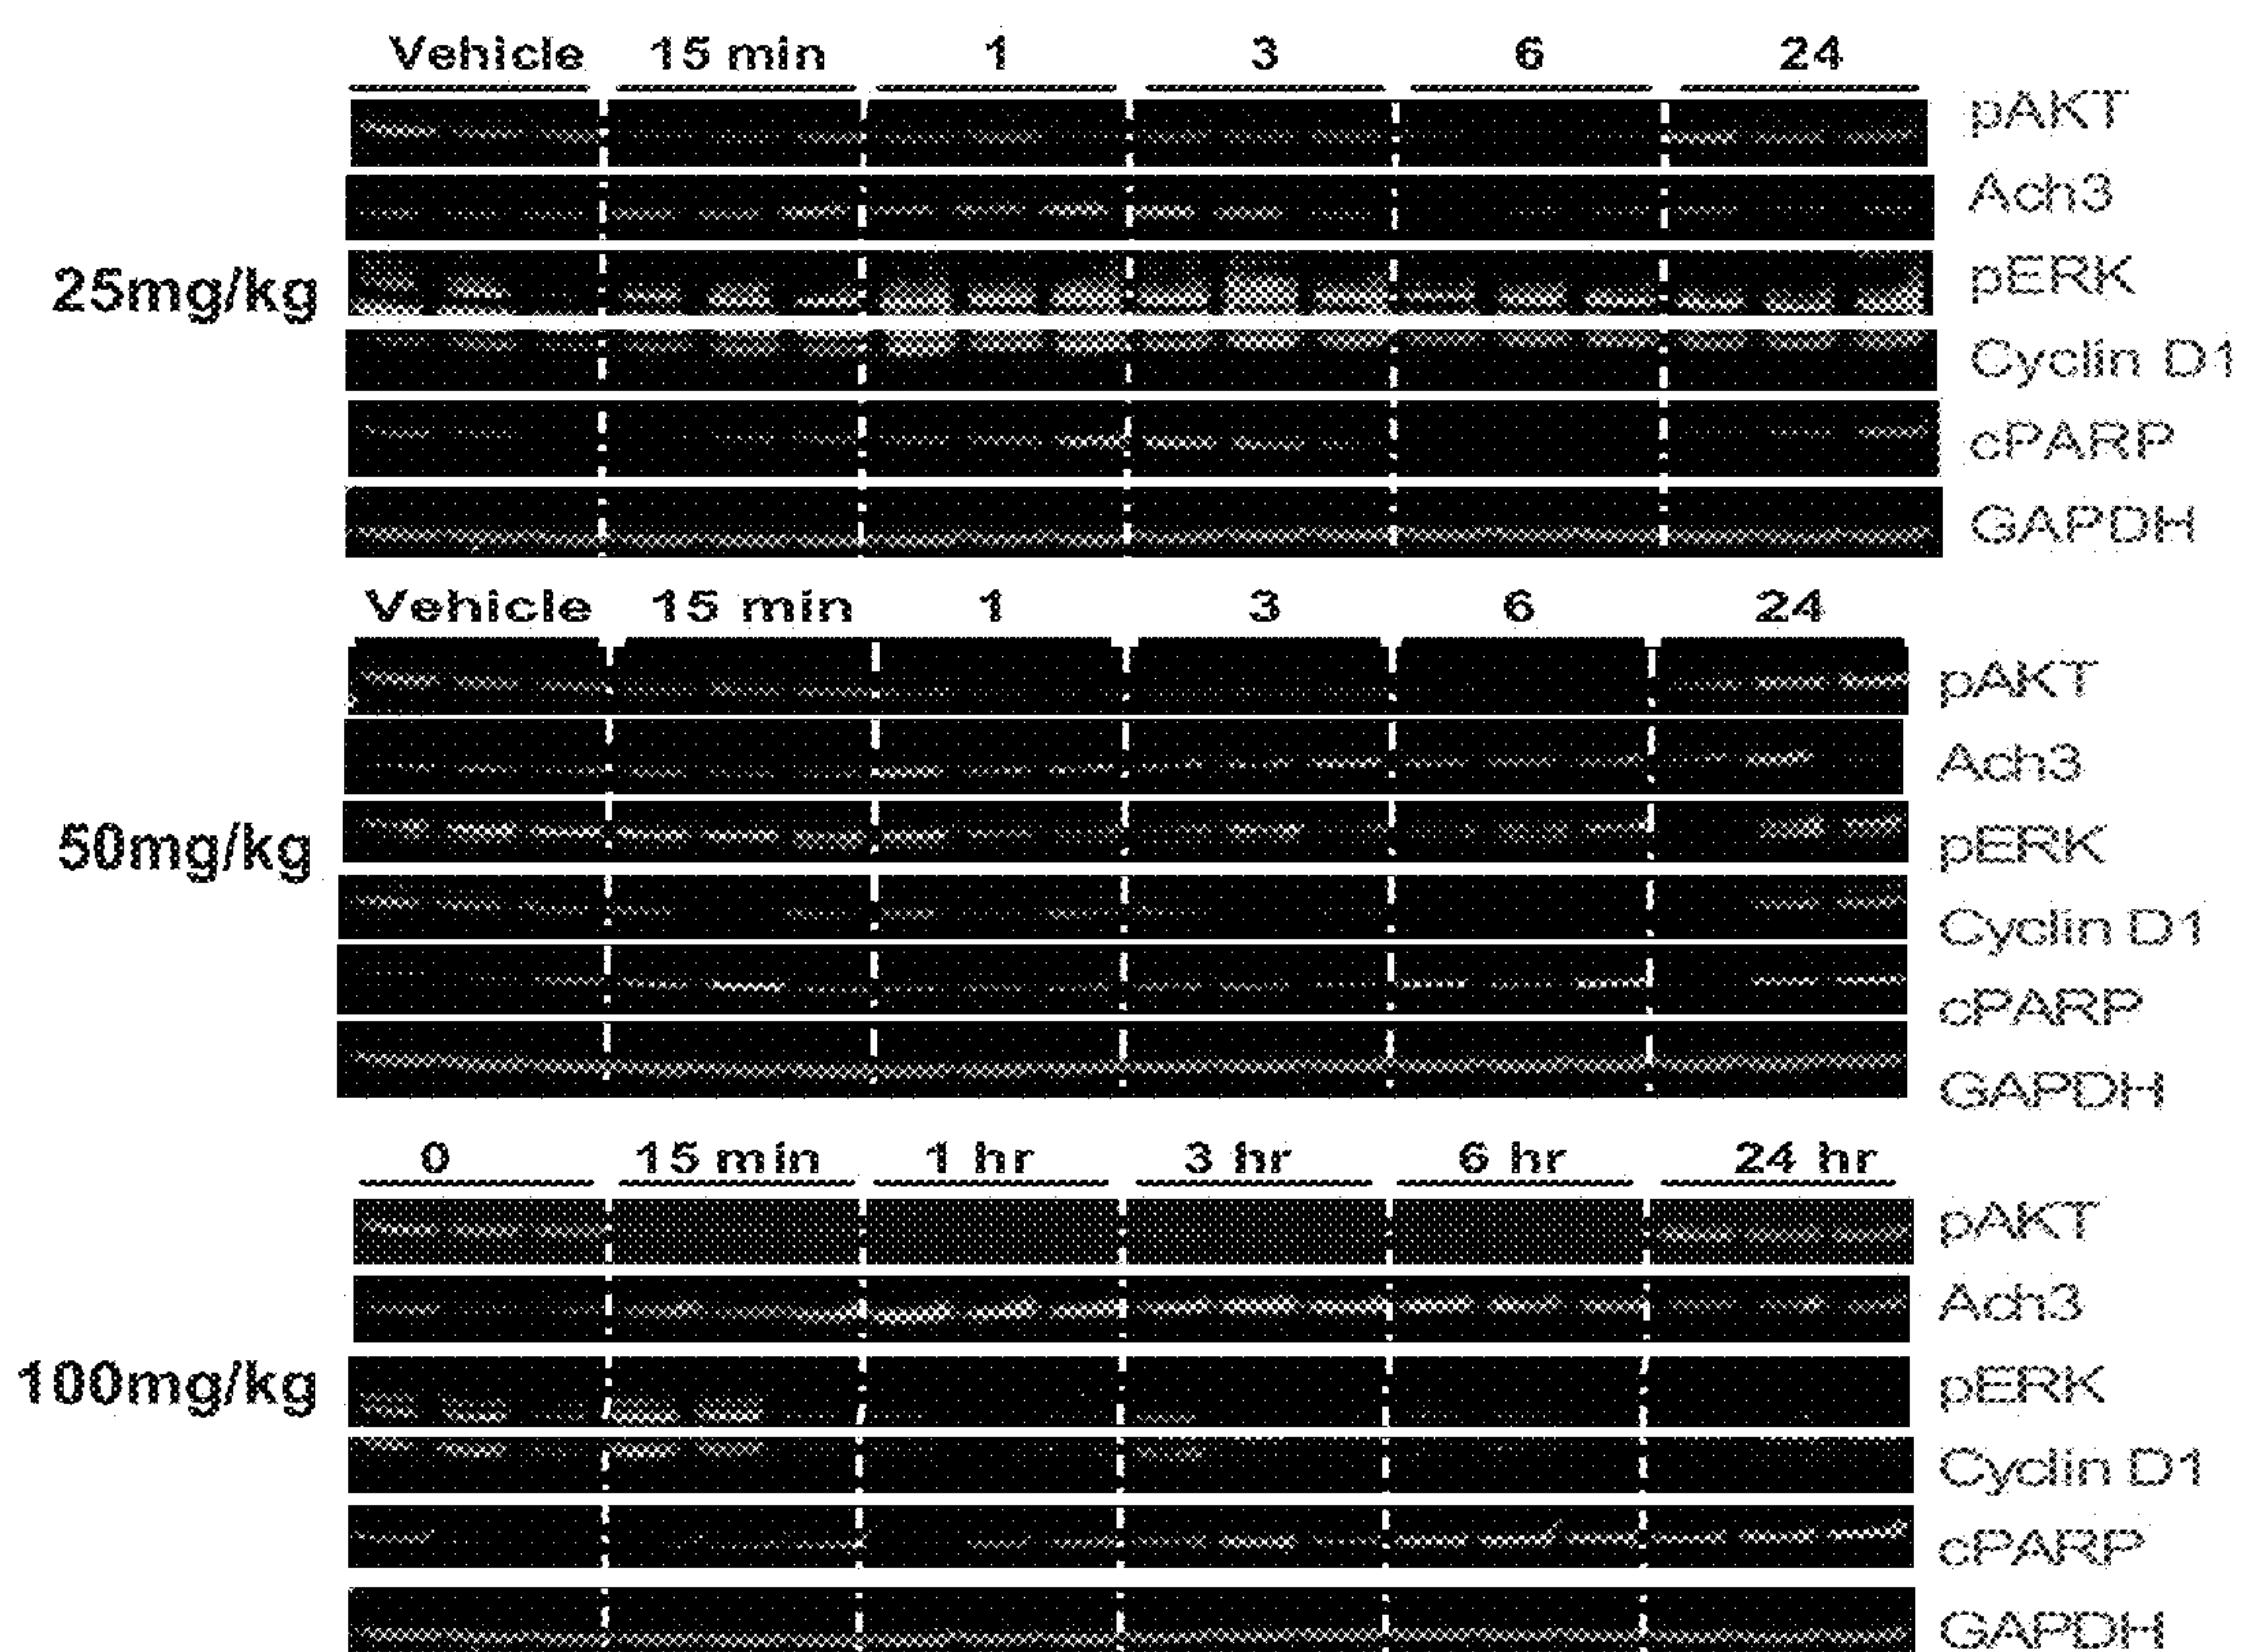 Vehicle 15 min 1 3 6 24
pAKT
Ach3
25mg/kg
pERK
Cyclin D1
cPARP
GAPDH
Vehicle 15 min 1 3 6 24
pAKT
Ach3
50mg/kg
pERK
Cyclin D1
cPARP
GAPDH
0 15 min 1 hr 3 hr 6 hr 24 hr
pAKT
Ach3
100mg/kg
pERK
Cyclin D1
cPARP
GAPDH